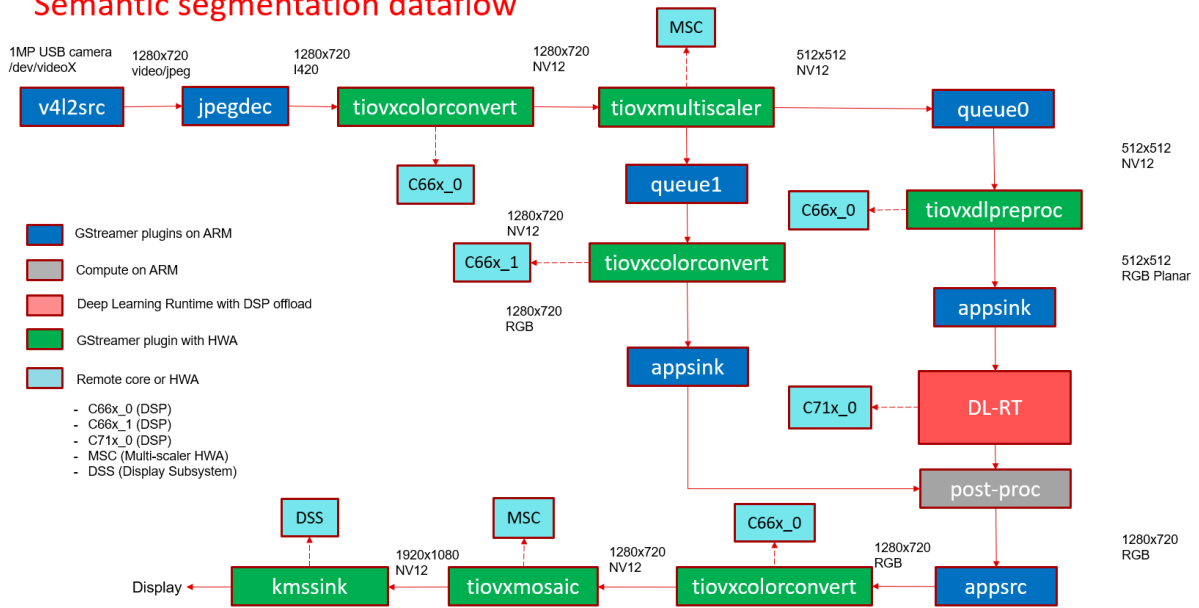 Semantic segmentation dataflow
MSC
1MP USB camera
/dev/videoX
1280x720
video/jpeg
1280x720
I420
1280x720
NV12
512x512
NV12
v4l2src
jpegdec
tiovxcolorconvert
tiovxmultiscaler
queue0
C66x_0
queue1
512x512
NV12
C66x_0
tiovxdlpreproc
1280x720
NV12
C66x_1
tiovxcolorconvert
512x512
RGB Planar
1280x720
RGB
appsink
appsink
C71x_0
DL-RT
post-proc
GStreamer plugins on ARM
Compute on ARM
Deep Learning Runtime with DSP offload
GStreamer plugin with HWA
Remote core or HWA
- C66x_0 (DSP)
- C66x_1 (DSP)
- C71x_0 (DSP)
- MSC (Multi-scaler HWA)
- DSS (Display Subsystem)
DSS
MSC
C66x_0
1920x1080
NV12
1280x720
NV12
1280x720
RGB
1280x720
RGB
Display
kmssink
tiovxmosaic
tiovxcolorconvert
appsrc